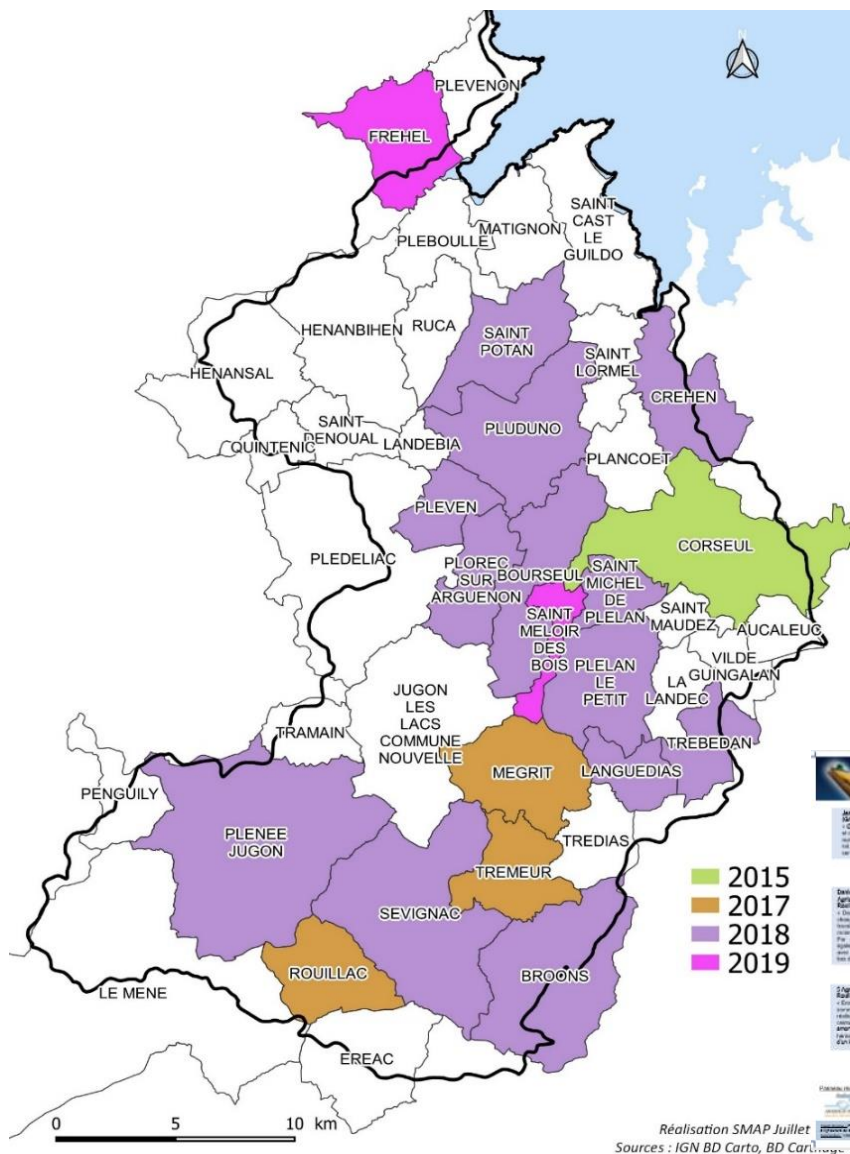 N
PLEVENON
FREHEL
SAINT
CAST
LE
GUILDO
MATIGNON
PLEBOULLE
HENANBIHEN
RUCA
SAINT
POTAN
SAINT
LORMEL
HENANSAL
CREHEN
SAINT
DENOUAL
QUINTENIC
LANDEBIA
PLUDUNO
PLANCOET
PLEVEN
CORSEUL
PLEDELIAC
PLOREC
SUR
ARGUENON
BOURSEUL
SAINT
MICHEL
DE
PLELAN
SAINT
MELOIR
DES
BOIS
SAINT
MAUDEZ
AUCALEUC
VILDE
GUINGALAN
PLELAN
LE
PETIT
LA
LANDEC
JUGON
LES
LACS
COMMUNE
NOUVELLE
TRAMAIN
TREBEDAN
MEGRIT
LANGUEDIAS
PENGUILY
PLENEE
JUGON
TREDIAS
TREMEUR
SEVIGNAC
ROUILLAC
BROONS
LE MENE
EREAC
2015
2017
2018
2019
0 5 10 km
Réalisation SMAP Juillet
Sources : IGN BD Carto, BD Carthage